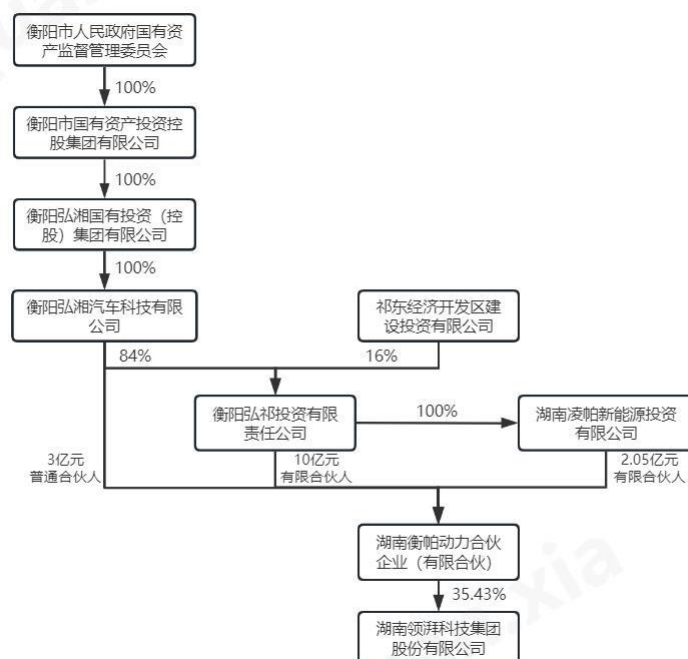 衡阳市人民政府国有资
产监督管理委员会
100%
衡阳市国有资产投资控
股集团有限公司
100%
衡阳弘湘国有投资（控
股）集团有限公司
100%
衡阳弘湘汽车科技有限
公司
祁东经济开发区建
设投资有限公司
84%
16%
衡阳弘祁投资有限
责任公司
100%
湖南凌帕新能源投资
有限公司
3亿元
普通合伙人
10亿元
有限合伙人
2.05亿元
有限合伙人
湖南衡帕动力合伙
企业（有限合伙）
35.43%
湖南领湃科技集团
股份有限公司